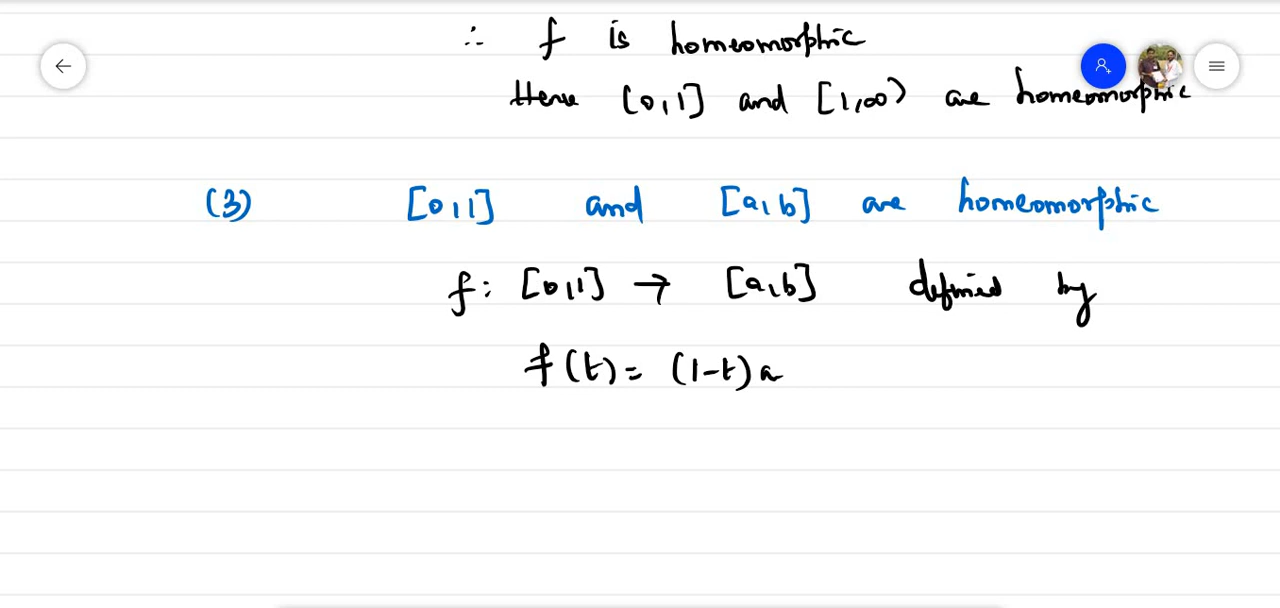 ∴ f is homeomorphic
Hence (0,1] and [1,∞) are homeomorphic
(3) [0,1] and [a,b] are homeomorphic
f: [0,1] → [a,b] defined by
f(t) = (1-t)a